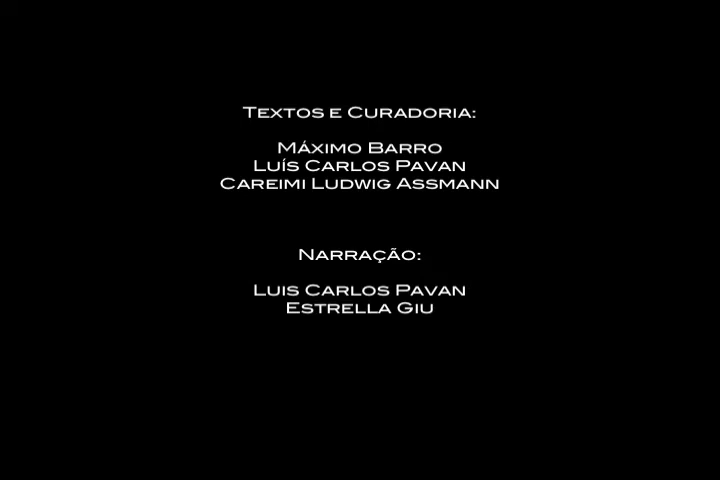 Textos e Curadoria:
Máximo Barro
Luís Carlos Pavan
Careimi Ludwig Assmann
Narração:
Luis Carlos Pavan
Estrella Giu